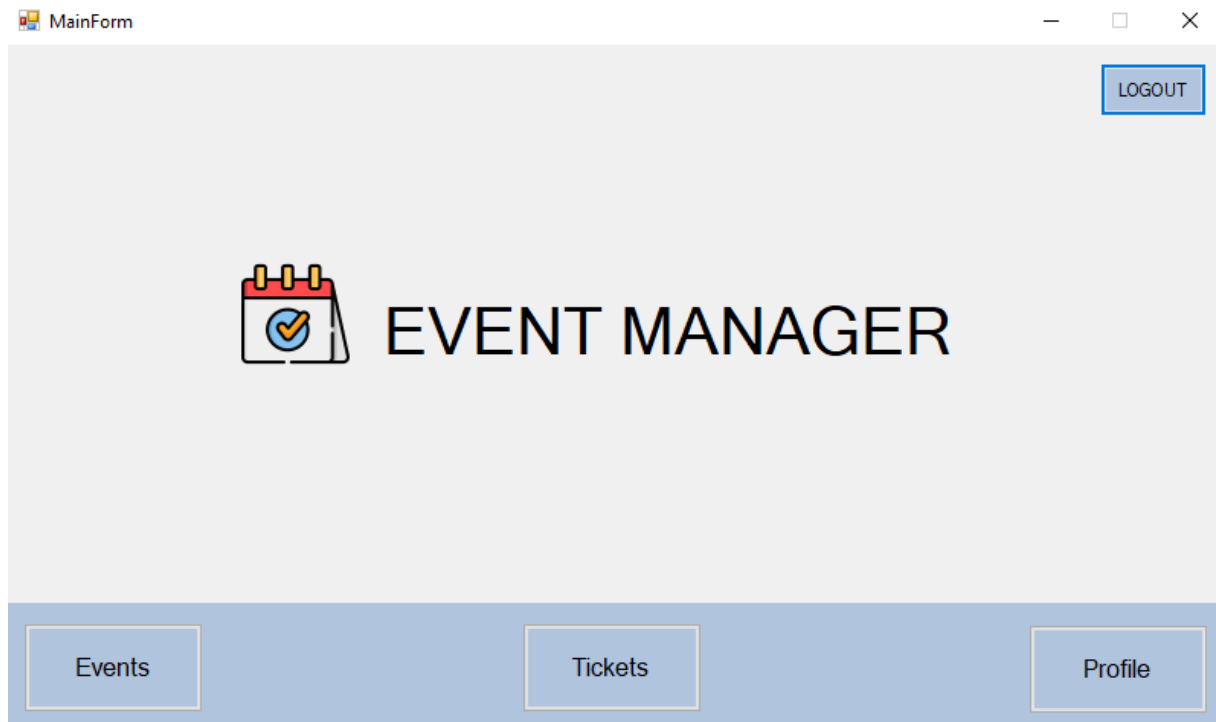 MainForm
LOGOUT
EVENT MANAGER
Events
Tickets
Profile